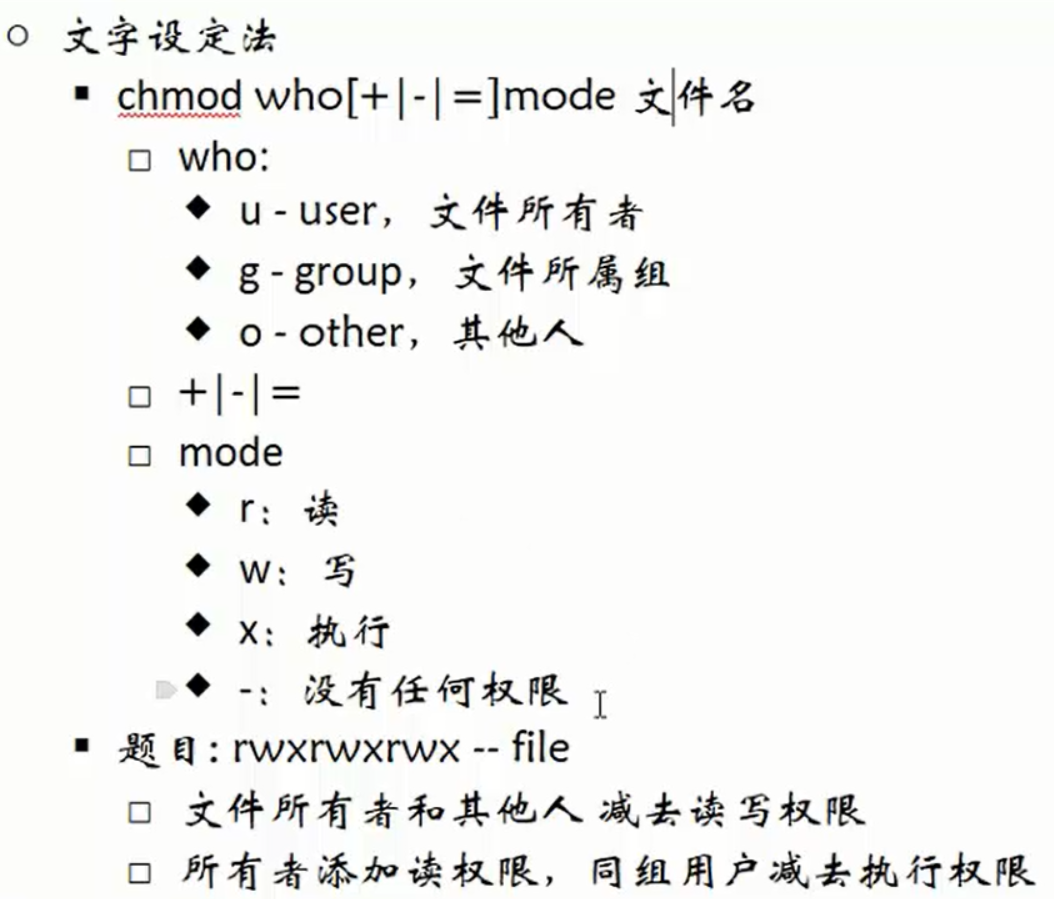 文字设定法
chmod who[+|-|=]mode 文件名
who:
u - user，文件所有者
g - group，文件所属组
o - other，其他人
+|-|=
mode
r：读
w：写
x：执行
-：没有任何权限
题目: rwxrwxrwx -- file
文件所有者和其他人 减去读写权限
所有者添加读权限，同组用户减去执行权限